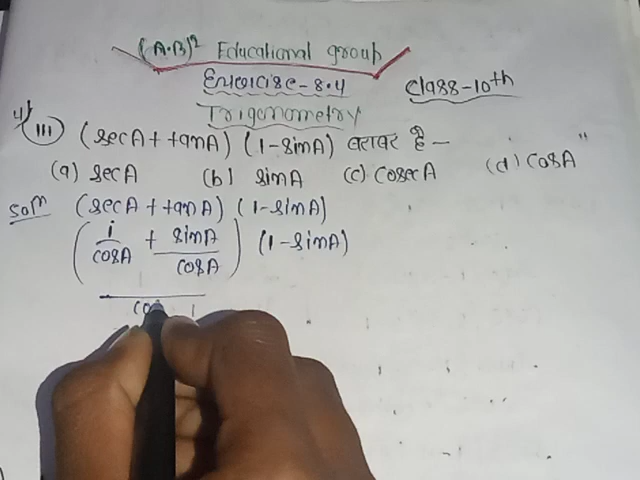 (A.B)² Educational group
Exercise-8.4
Class-10th
Trigonometry
4) (iii) (secA + tanA) (1-sinA) बराबर है -
(a) secA (b) sinA (c) cosecA (d) cosA"
Solⁿ (secA + tanA) (1-sinA)
(1/cosA + sinA/cosA) (1-sinA)